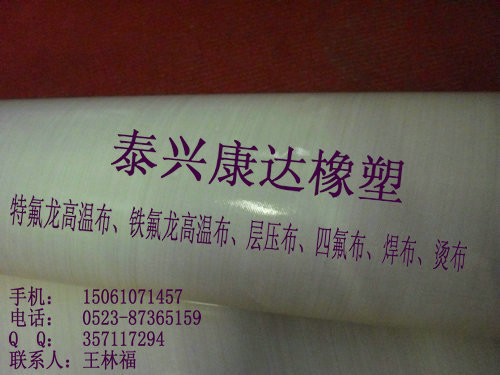 泰兴康达橡塑
特氟龙高温布、铁氟龙高温布、层压布、四氟布、焊布、烫布
手机： 15061071457
电话： 0523-87365159
Q Q： 357117294
联系人：王林福